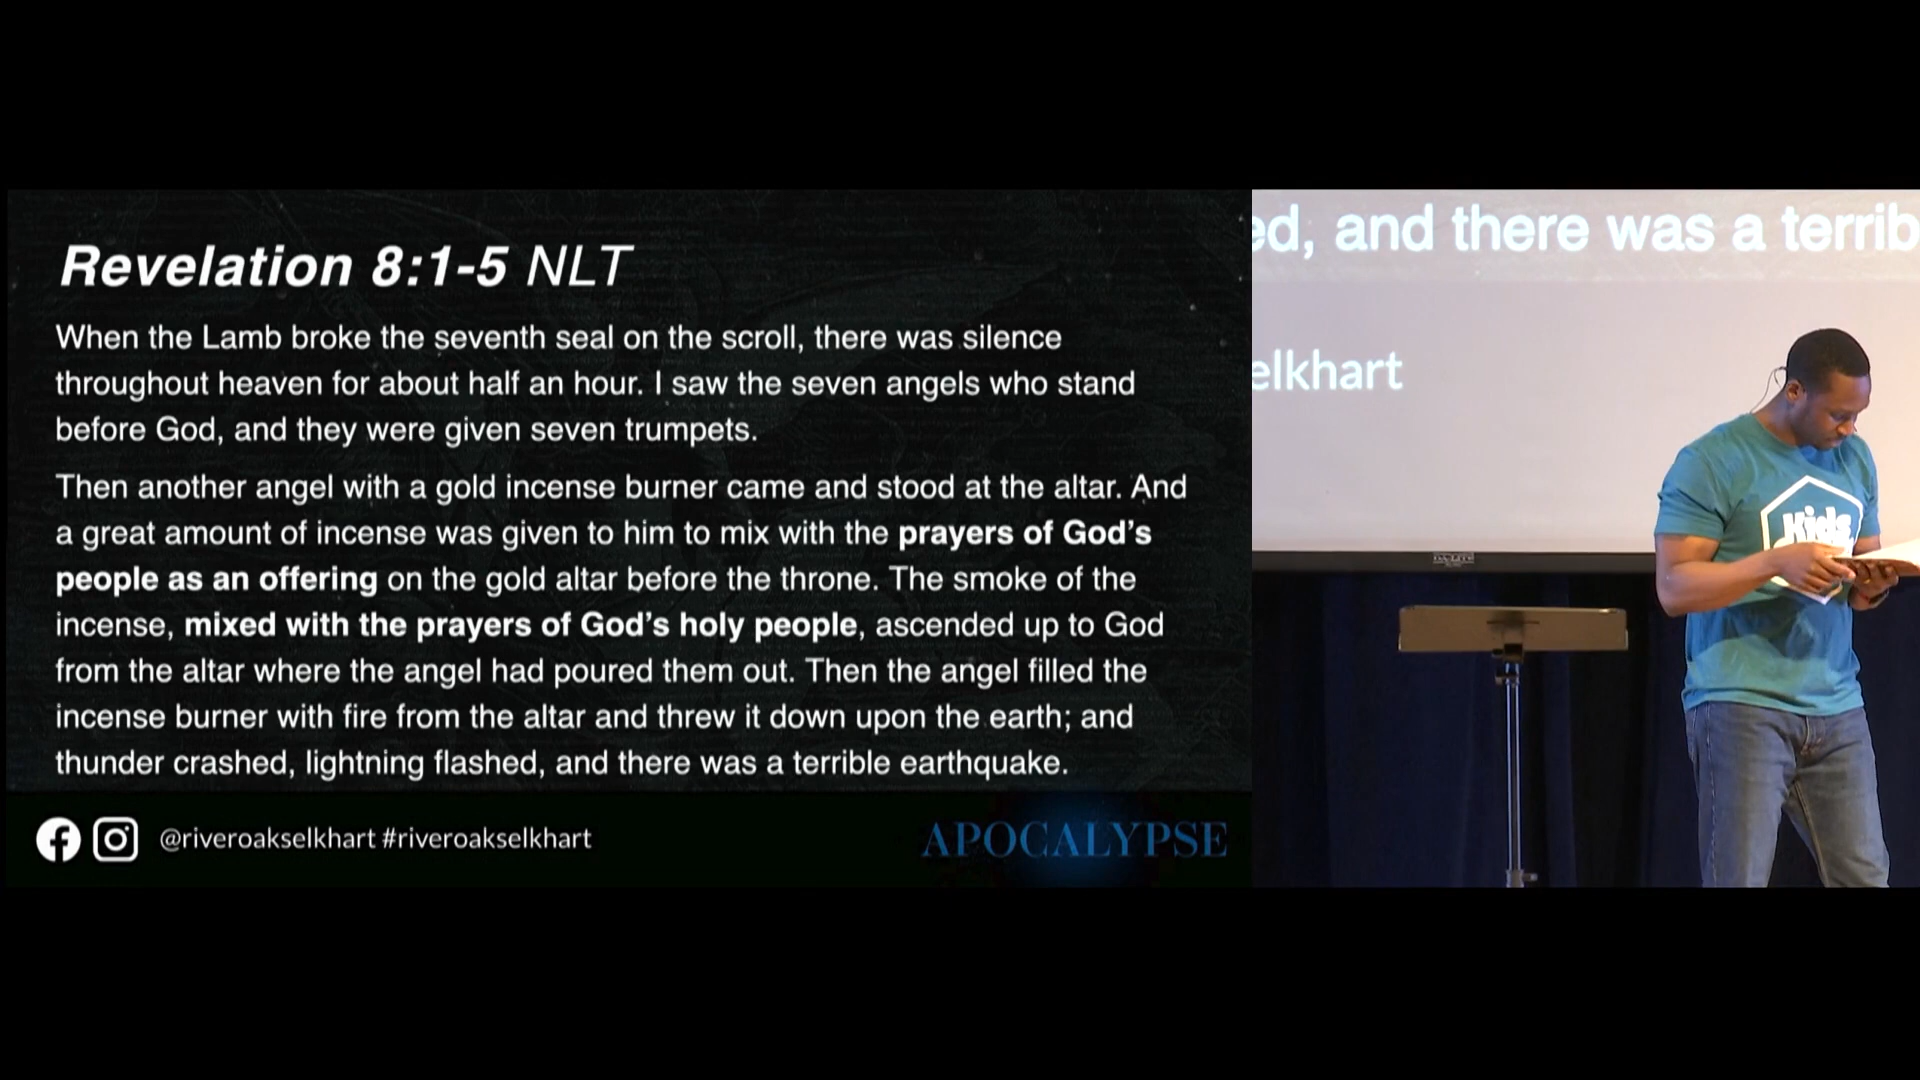 Revelation 8:1-5 NLT
When the Lamb broke the seventh seal on the scroll, there was silence
throughout heaven for about half an hour. I saw the seven angels who stand
before God, and they were given seven trumpets.
Then another angel with a gold incense burner came and stood at the altar. And
a great amount of incense was given to him to mix with the prayers of God’s
people as an offering on the gold altar before the throne. The smoke of the
incense, mixed with the prayers of God’s holy people, ascended up to God
from the altar where the angel had poured them out. Then the angel filled the
incense burner with fire from the altar and threw it down upon the earth; and
thunder crashed, lightning flashed, and there was a terrible earthquake.
@riveroakselkhart #riveroakselkhart
APOCALYPSE
ed, and there was a terrib
elkhart
Kids